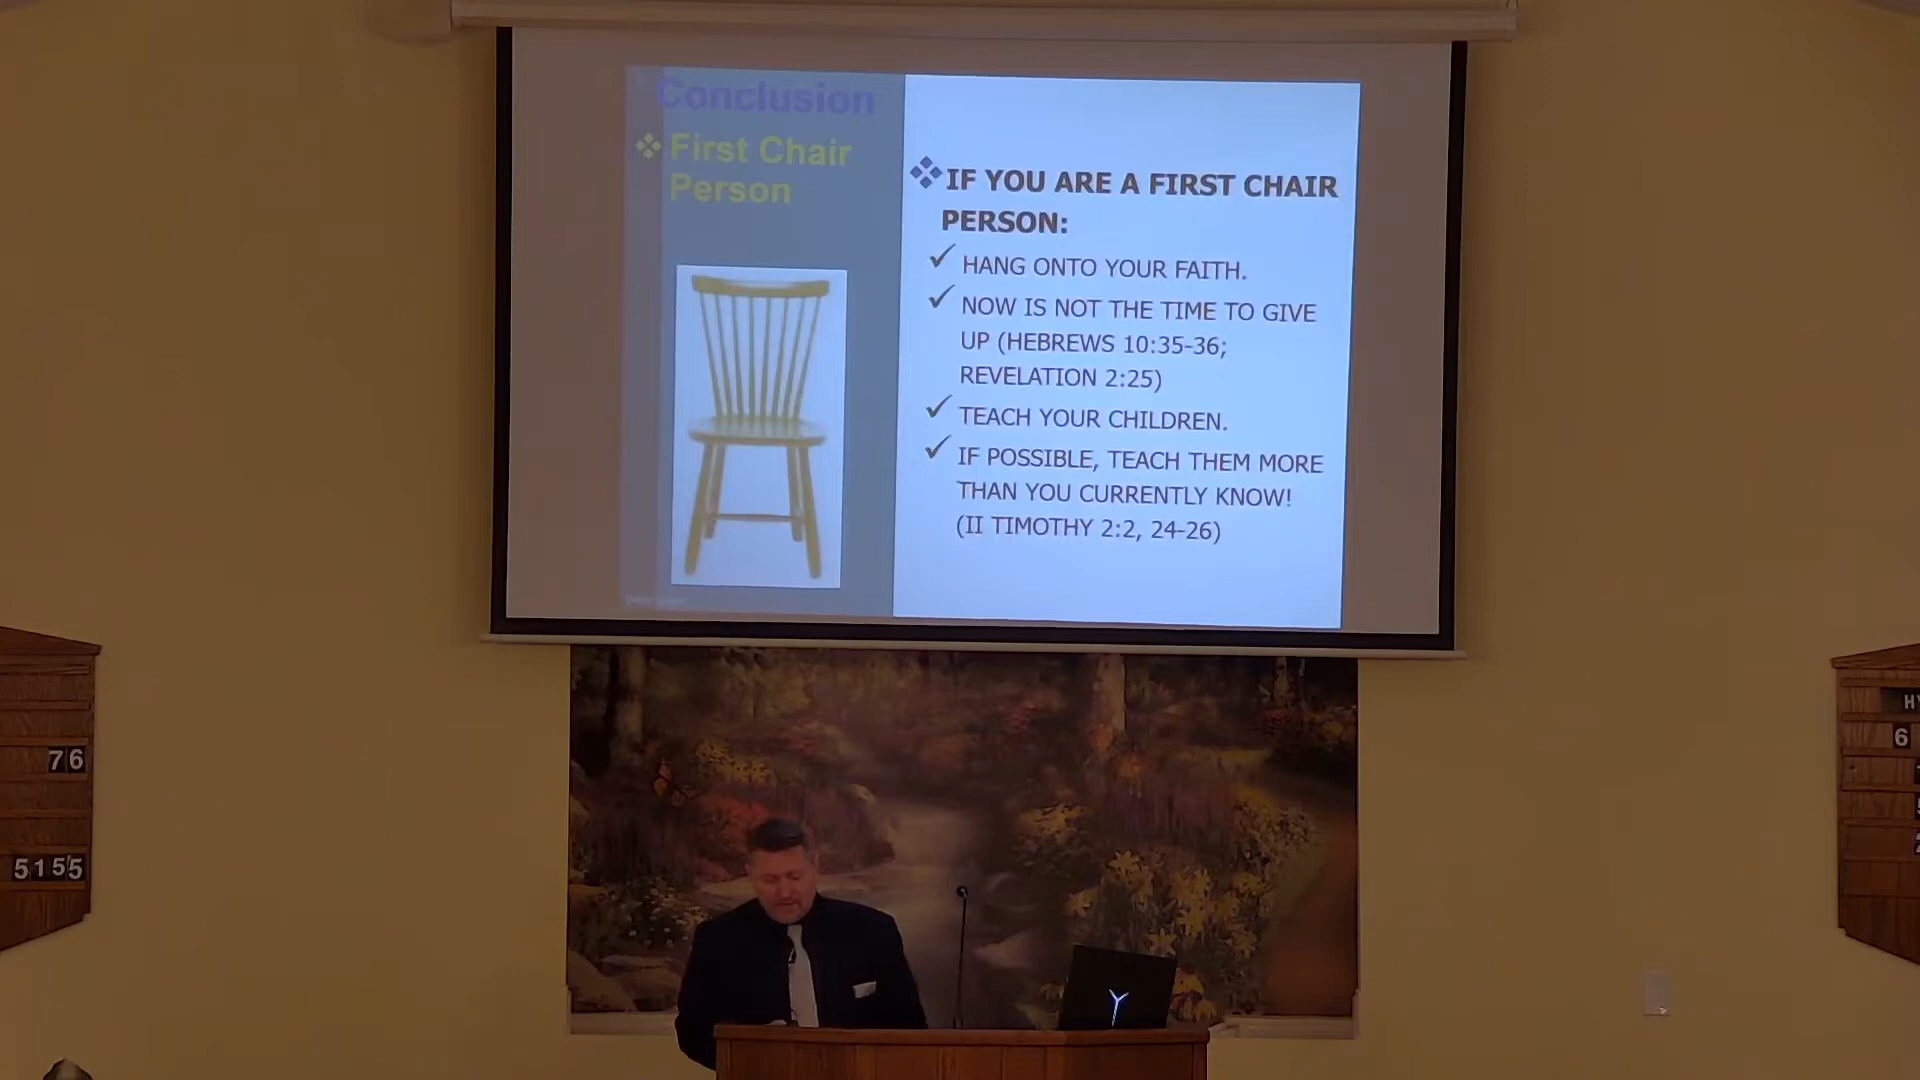 Conclusion
First Chair
Person
IF YOU ARE A FIRST CHAIR
PERSON:
HANG ONTO YOUR FAITH.
NOW IS NOT THE TIME TO GIVE
UP (HEBREWS 10:35-36;
REVELATION 2:25)
TEACH YOUR CHILDREN.
IF POSSIBLE, TEACH THEM MORE
THAN YOU CURRENTLY KNOW!
(II TIMOTHY 2:2, 24-26)
76
5155
HY
6